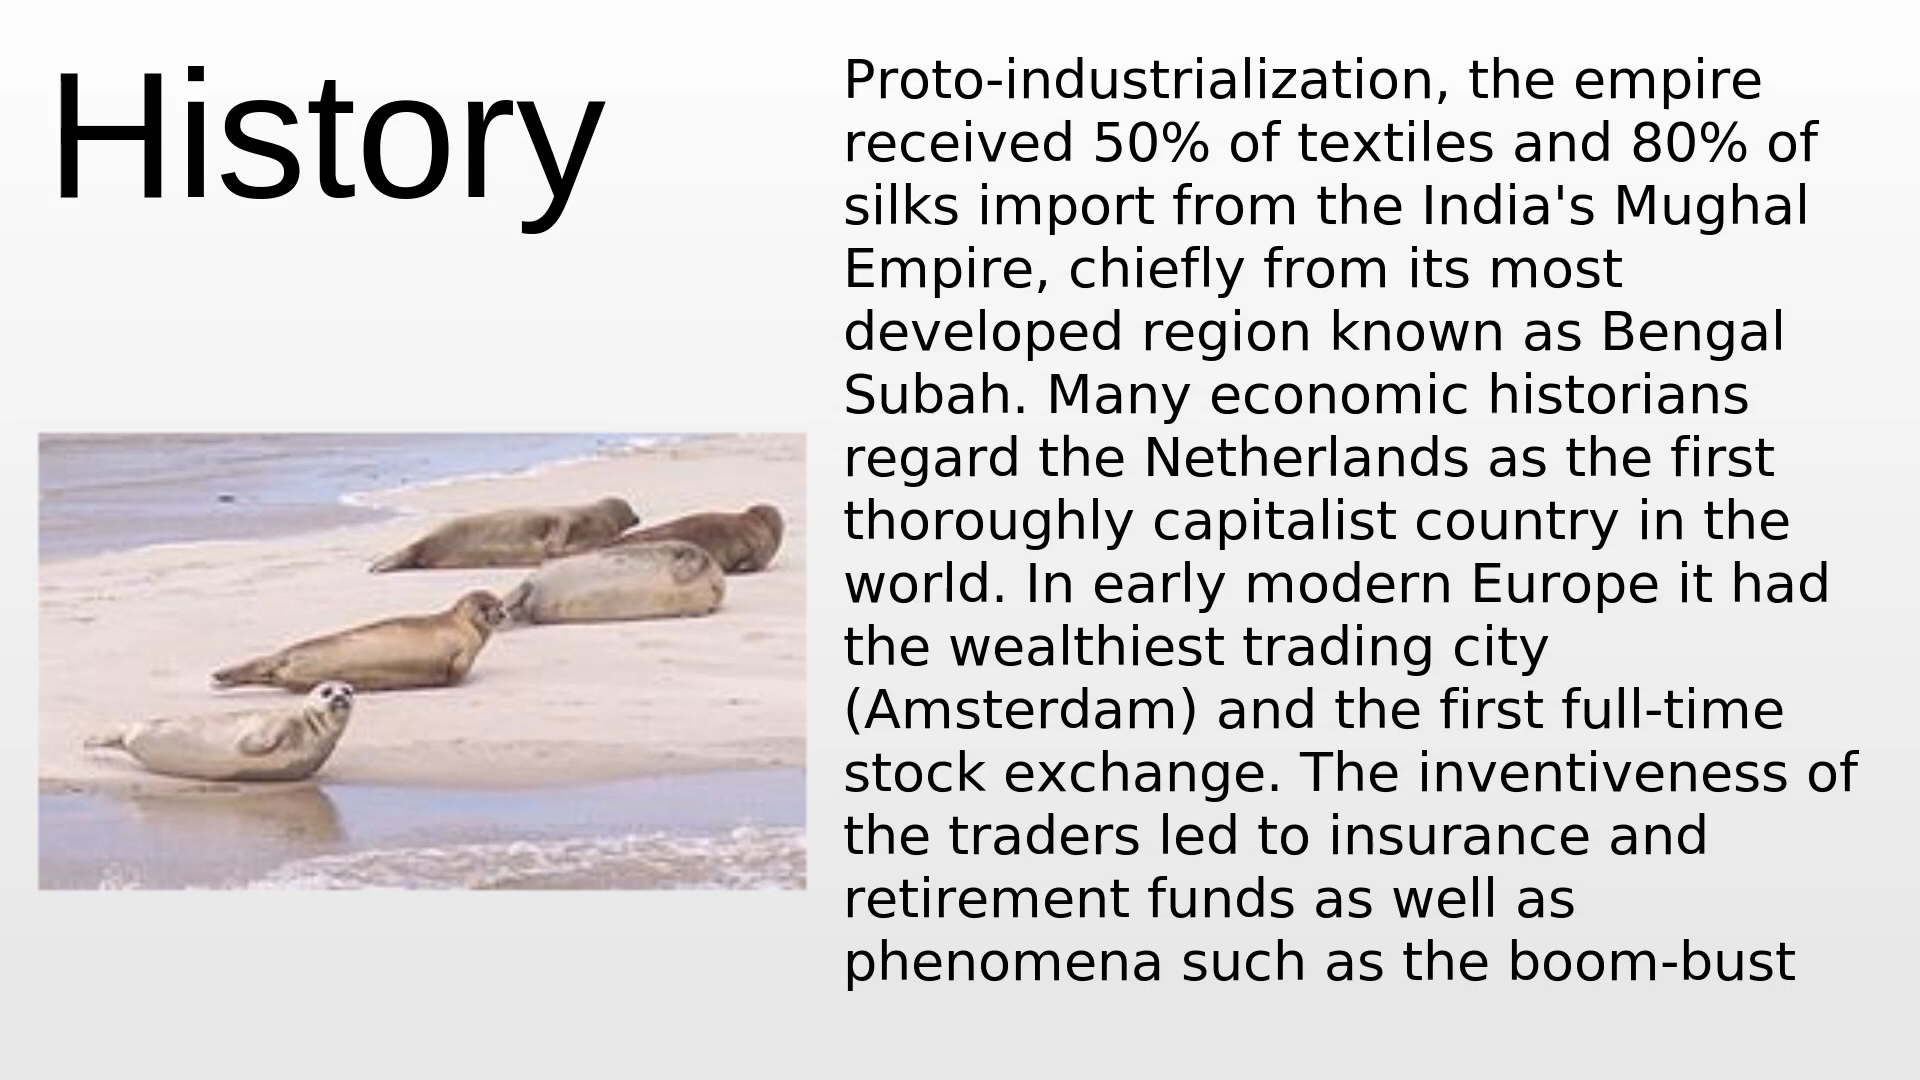 History
Proto-industrialization, the empire
received 50% of textiles and 80% of
silks import from the India's Mughal
Empire, chiefly from its most
developed region known as Bengal
Subah. Many economic historians
regard the Netherlands as the first
thoroughly capitalist country in the
world. In early modern Europe it had
the wealthiest trading city
(Amsterdam) and the first full-time
stock exchange. The inventiveness of
the traders led to insurance and
retirement funds as well as
phenomena such as the boom-bust